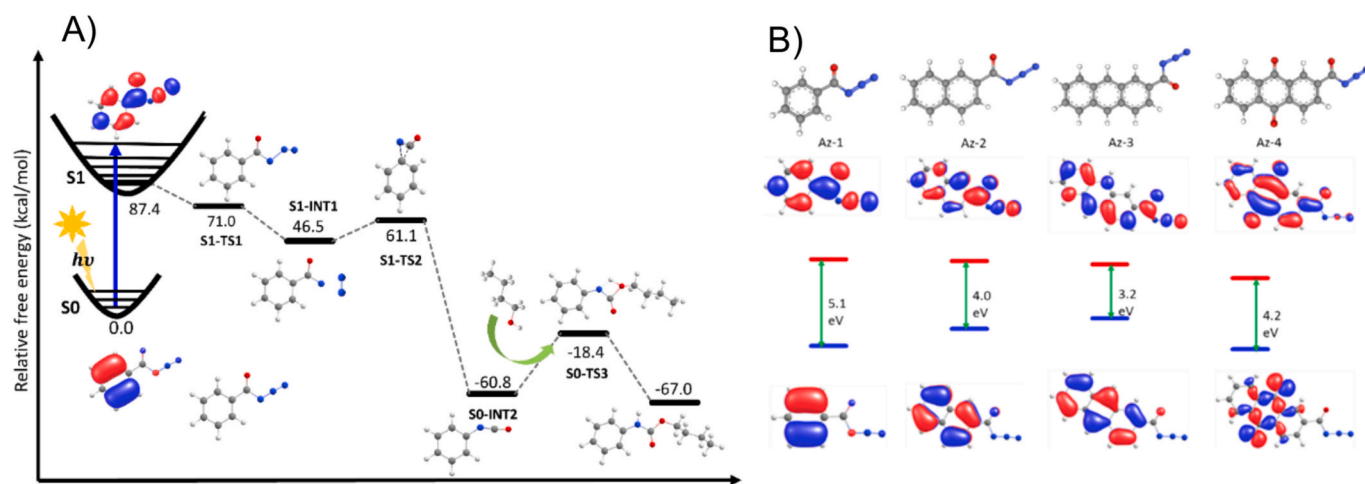 A)
Relative free energy (kcal/mol)
S1
87.4
hν
S0
0.0
71.0
S1-TS1
S1-INT1
46.5
61.1
S1-TS2
-60.8
S0-INT2
-18.4
S0-TS3
-67.0
B)
Az-1
Az-2
Az-3
Az-4
5.1
eV
4.0
eV
3.2
eV
4.2
eV